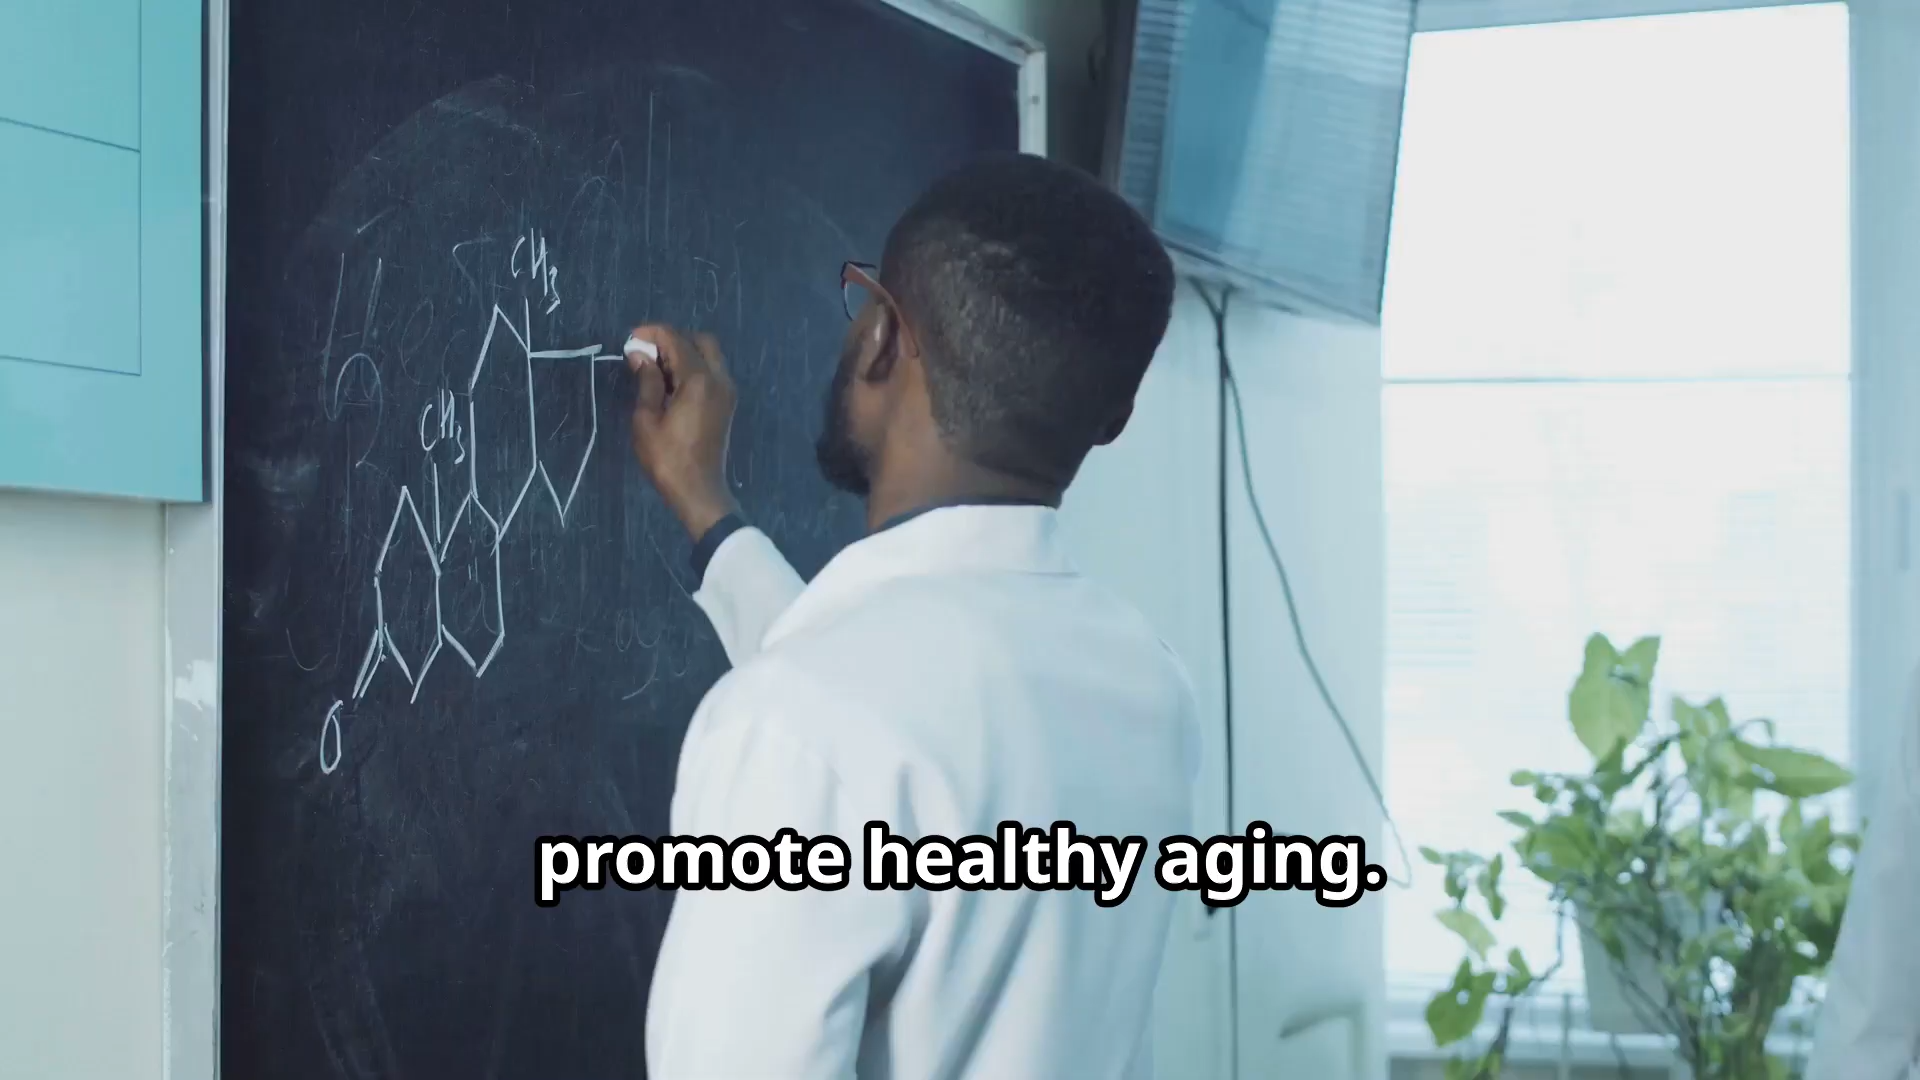 CH3
CH3
O
promote healthy aging.